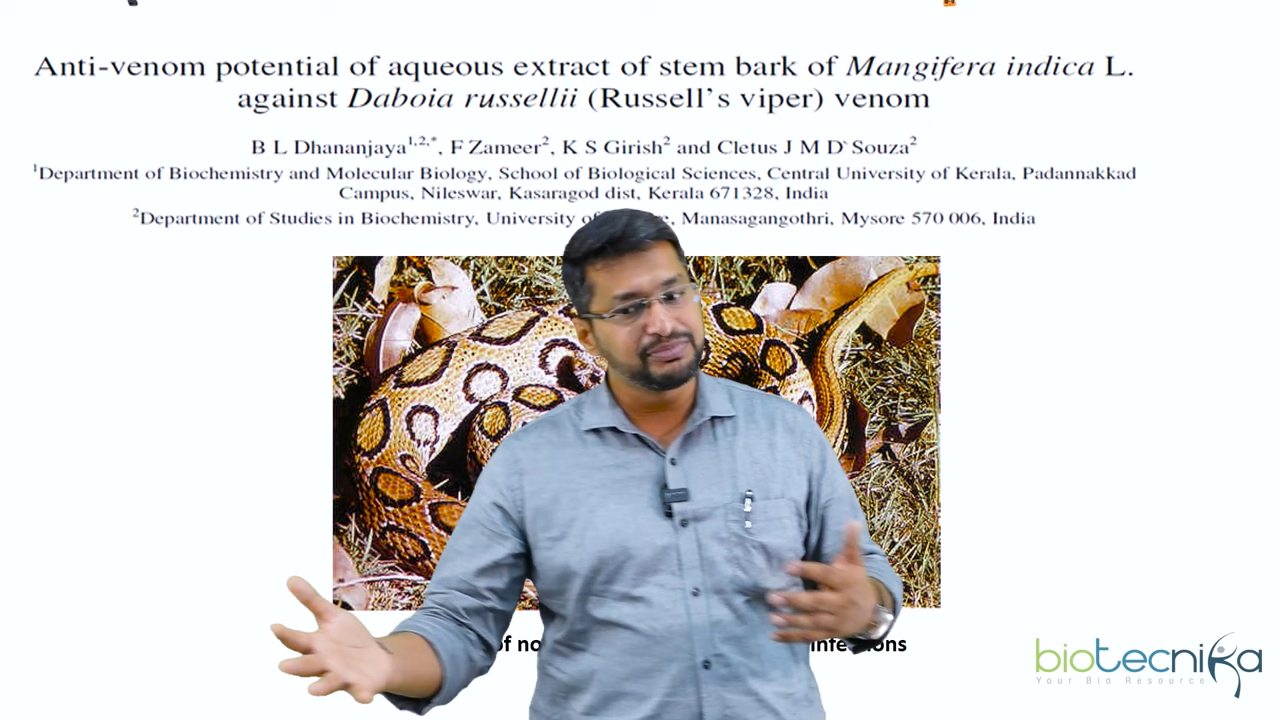 Anti-venom potential of aqueous extract of stem bark of Mangifera indica L.
against Daboia russellii (Russell's viper) venom
B L Dhananjaya1,2,*, F Zameer2, K S Girish2 and Cletus J M D` Souza2
1Department of Biochemistry and Molecular Biology, School of Biological Sciences, Central University of Kerala, Padannakkad
Campus, Nileswar, Kasaragod dist, Kerala 671328, India
2Department of Studies in Biochemistry, University Manasagangothri, Mysore 570 006, India
of
biotecnika
Your Bio Resource